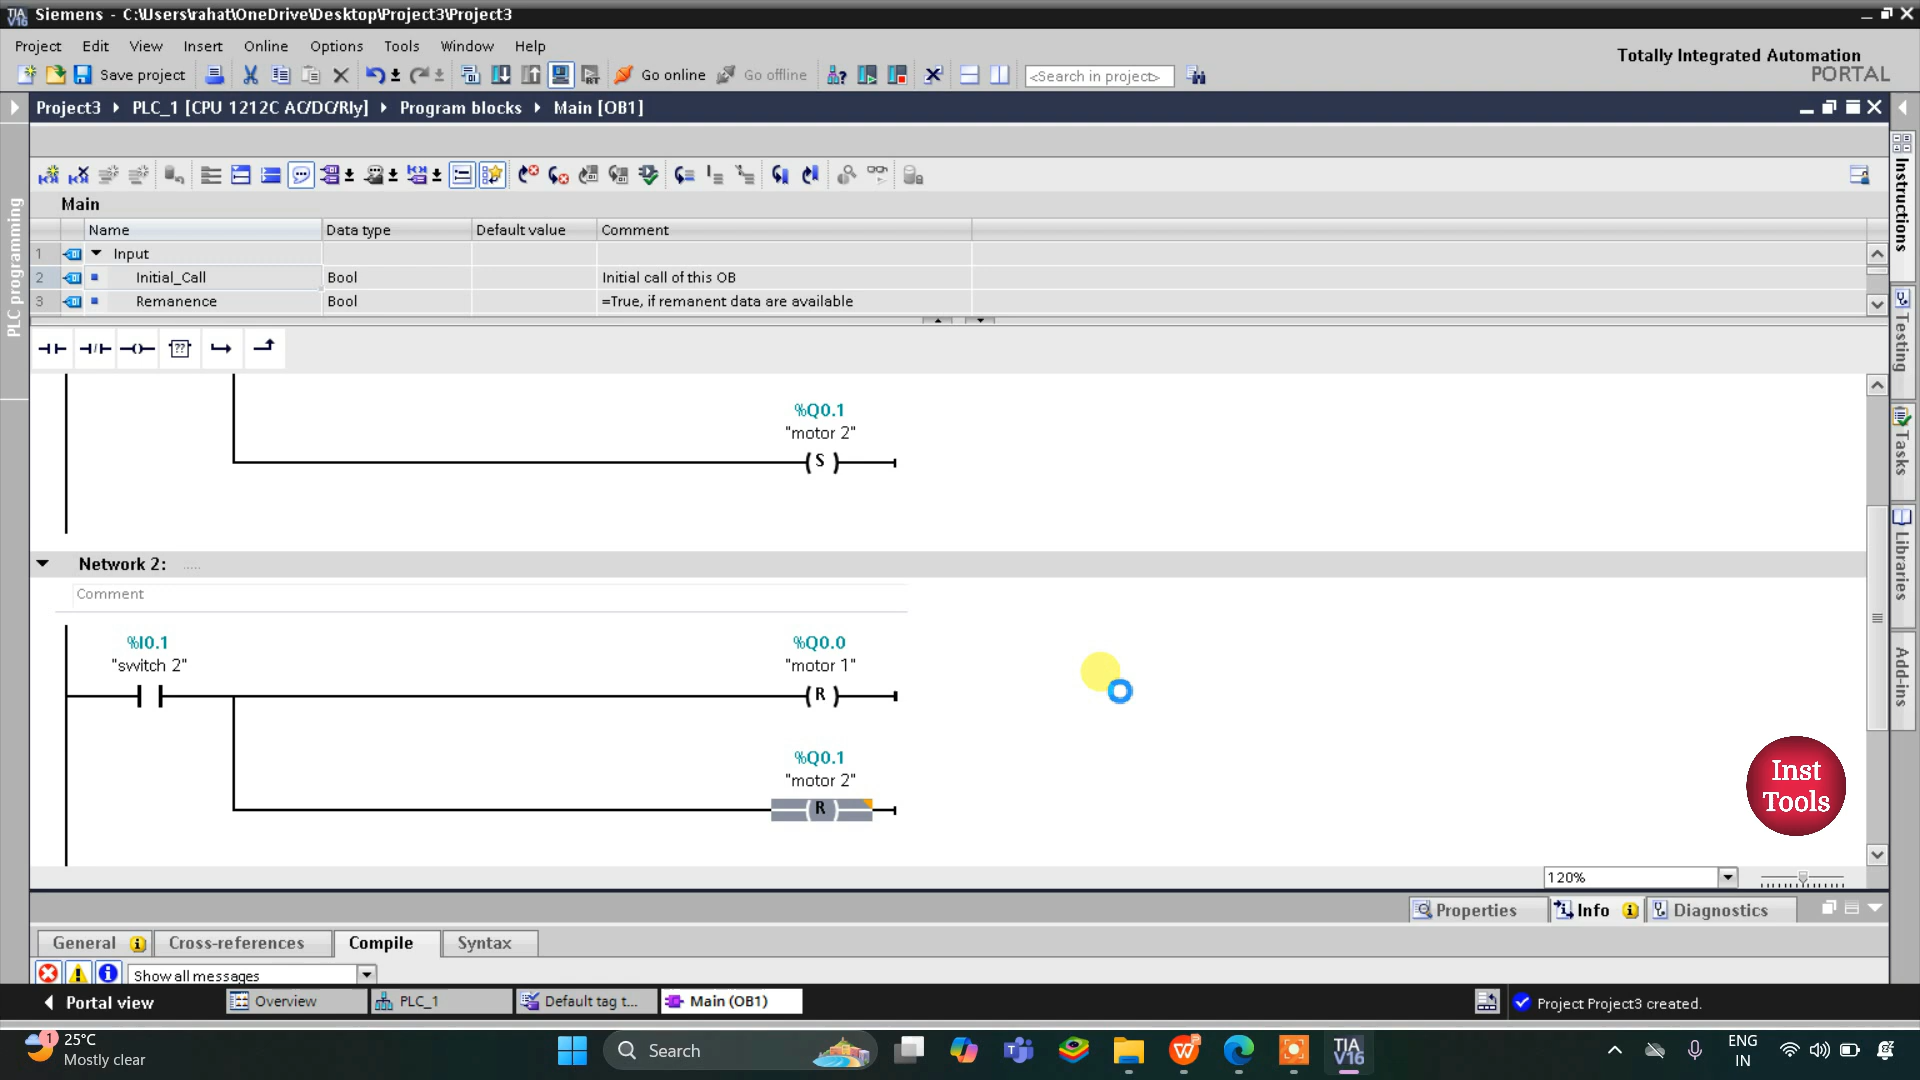 Siemens - C:\Users\rahat\OneDrive\Desktop\Project3\Project3
Project Edit View Insert Online Options Tools Window Help
Totally Integrated Automation
PORTAL
Save project
Go online
Go offline
<Search in project>
Project3 ▸ PLC_1 [CPU 1212C AC/DC/Rly] ▸ Program blocks ▸ Main [OB1]
Main
Name Data type Default value Comment
1 Input
2 Initial_Call Bool Initial call of this OB
3 Remanence Bool =True, if remanent data are available
PLC programming
Instructions
Testing
Tasks
Libraries
Add-ins
??
%Q0.1
"motor 2"
( S )
Network 2: .....
Comment
%I0.1
"switch 2"
%Q0.0
"motor 1"
( R )
%Q0.1
"motor 2"
( R )
Inst
Tools
120%
Properties Info Diagnostics
General Cross-references Compile Syntax
Show all messages
Portal view
Overview
PLC_1
Default tag t...
Main (OB1)
Project Project3 created.
1
25°C
Mostly clear
Search
TIA
V16
ENG
IN